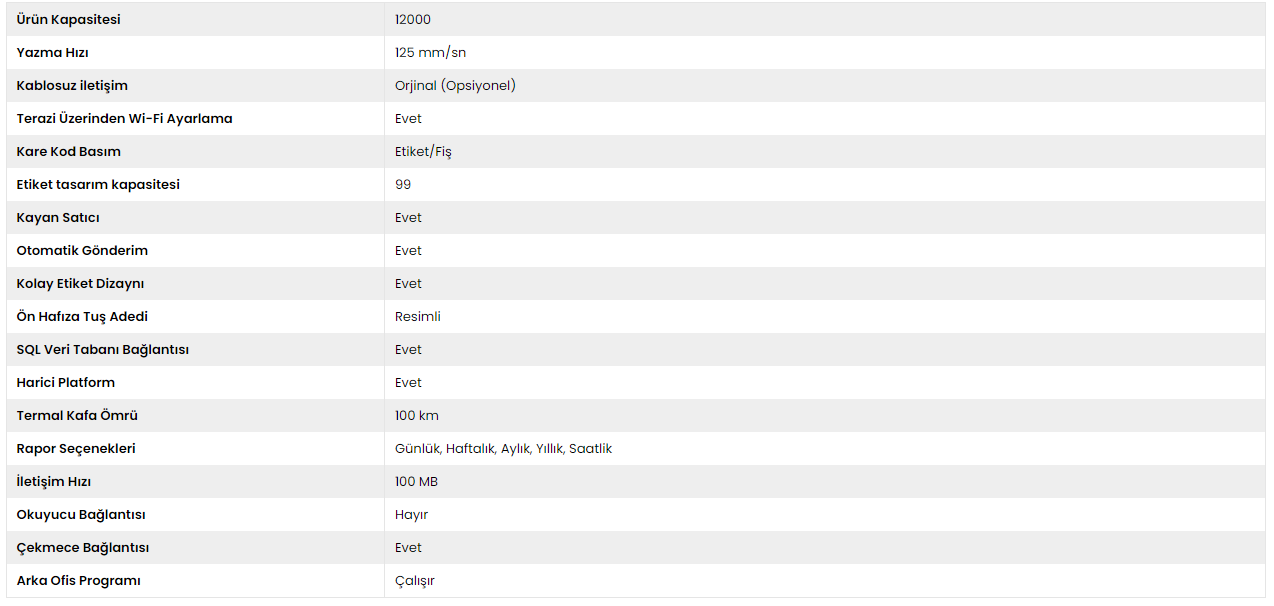 Ürün Kapasitesi 12000
Yazma Hızı 125 mm/sn
Kablosuz iletişim Orjinal (Opsiyonel)
Terazi Üzerinden Wi-Fi Ayarlama Evet
Kare Kod Basım Etiket/Fiş
Etiket tasarım kapasitesi 99
Kayan Satıcı Evet
Otomatik Gönderim Evet
Kolay Etiket Dizaynı Evet
Ön Hafıza Tuş Adedi Resimli
SQL Veri Tabanı Bağlantısı Evet
Harici Platform Evet
Termal Kafa Ömrü 100 km
Rapor Seçenekleri Günlük, Haftalık, Aylık, Yıllık, Saatlik
İletişim Hızı 100 MB
Okuyucu Bağlantısı Hayır
Çekmece Bağlantısı Evet
Arka Ofis Programı Çalışır